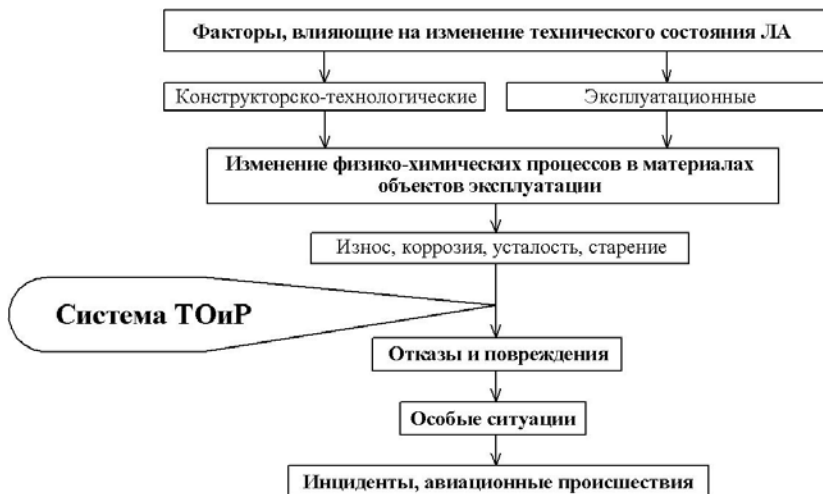 Факторы, влияющие на изменение технического состояния ЛА
Конструкторско-технологические
Эксплуатационные
Изменение физико-химических процессов в материалах
объектов эксплуатации
Износ, коррозия, усталость, старение
Система ТОиР
Отказы и повреждения
Особые ситуации
Инциденты, авиационные происшествия